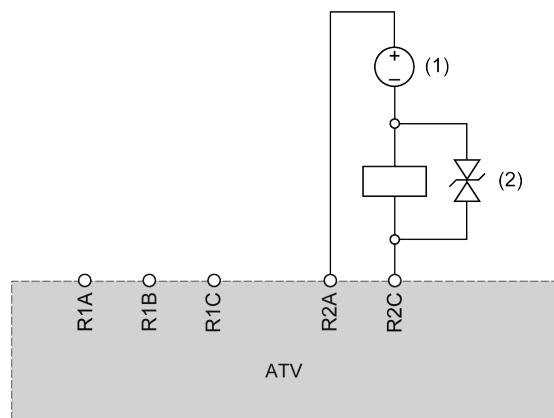 +
(1)
−
(2)
R1A
R1B
R1C
R2A
R2C
ATV